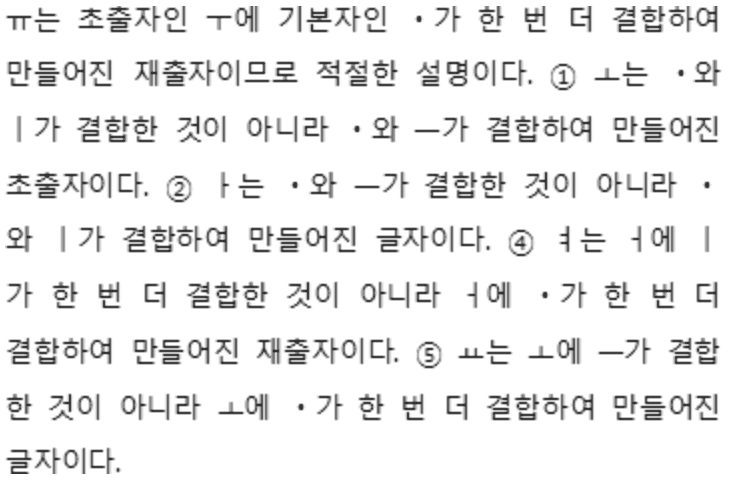 ㅠ는 초출자인 ㅜ에 기본자인 ㆍ가 한 번 더 결합하여
만들어진 재출자이므로 적절한 설명이다. ① ㅗ는 ㆍ와
ㅣ가 결합한 것이 아니라 ㆍ와 ㅡ가 결합하여 만들어진
초출자이다. ② ㅏ는 ㆍ와 ㅡ가 결합한 것이 아니라 ㆍ
와 ㅣ가 결합하여 만들어진 글자이다. ④ ㅕ는 ㅓ에 ㅣ
가 한 번 더 결합한 것이 아니라 ㅓ에 ㆍ가 한 번 더
결합하여 만들어진 재출자이다. ⑤ ㅛ는 ㅗ에 ㅡ가 결합
한 것이 아니라 ㅗ에 ㆍ가 한 번 더 결합하여 만들어진
글자이다.